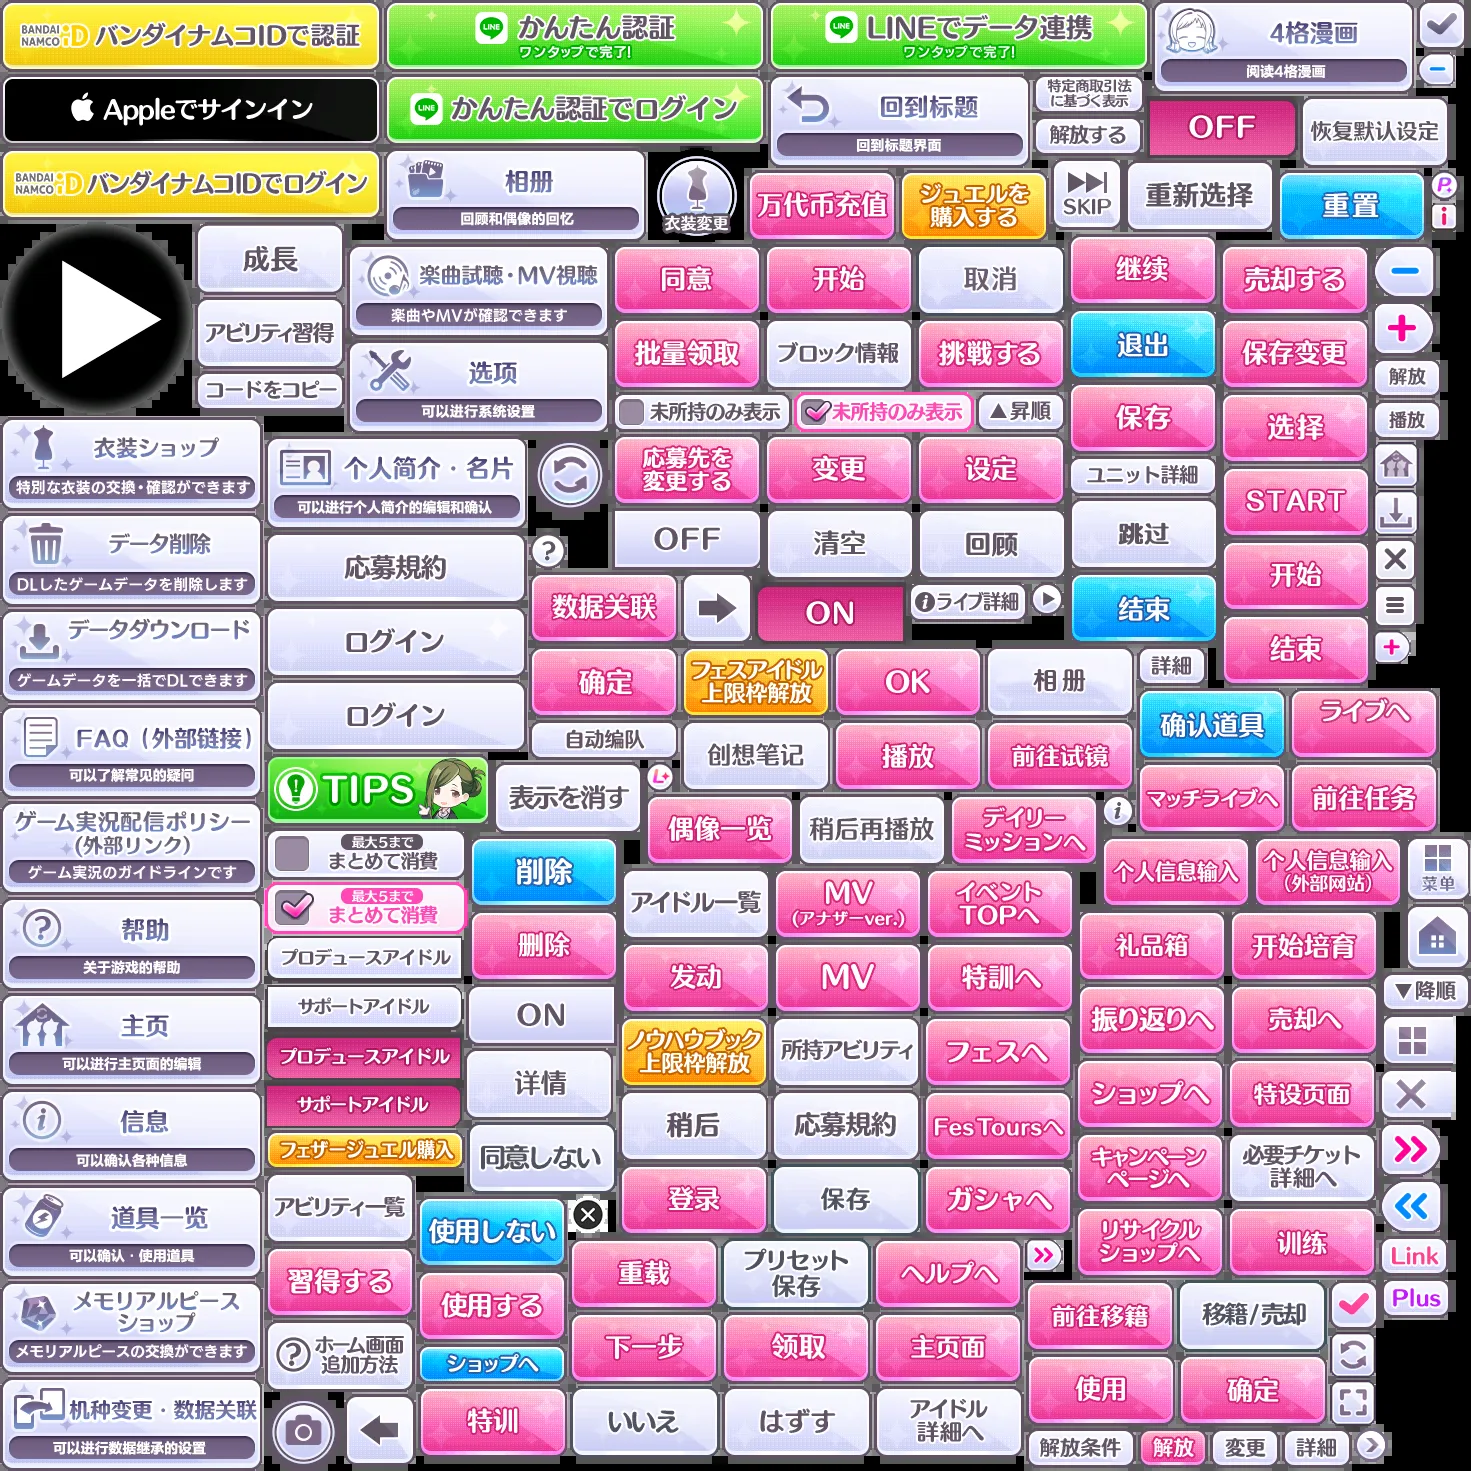 BANDAI NAMCO iD バンダイナムコIDで認証
LINE かんたん認証
ワンタップで完了!
LINE LINEでデータ連携
ワンタップで完了!
4格漫画
阅读4格漫画
Appleでサインイン
LINE かんたん認証でログイン
回到标题
回到标题界面
特定商取引法
に基づく表示
解放する
OFF
恢复默认设定
BANDAI NAMCO iD バンダイナムコIDでログイン
相册
回顾和偶像的回忆
衣装変更
万代币充值
ジュエルを
購入する
SKIP
重新选择
重置
P
i
成長
アビリティ習得
コードをコピー
楽曲試聴・MV視聴
楽曲やMVが確認できます
选项
可以进行系统设置
同意
开始
取消
继续
売却する
批量领取
ブロック情報
挑戦する
退出
保存变更
未所持のみ表示
未所持のみ表示
▲昇順
保存
选择
解放
播放
衣装ショップ
特別な衣装の交換・確認ができます
个人简介・名片
可以进行个人简介的编辑和确认
応募先を
変更する
变更
设定
ユニット詳細
START
データ削除
DLしたゲームデータを削除します
応募規約
?
OFF
清空
回顾
跳过
开始
データダウンロード
ゲームデータを一括でDLできます
ログイン
数据关联
ON
iライブ詳細
结束
结束
FAQ（外部链接）
可以了解常见的疑问
ログイン
确定
フェスアイドル
上限枠解放
OK
相册
詳細
确认道具
ライブへ
自动编队
创想笔记
播放
前往试镜
マッチライブへ
前往任务
TIPS
表示を消す
L
偶像一览
稍后再播放
デイリー
ミッションへ
i
ゲーム実況配信ポリシー
(外部リンク)
ゲーム実況のガイドラインです
最大5まで
まとめて消費
削除
个人信息输入
个人信息输入
(外部网站)
菜单
最大5まで
まとめて消費
アイドル一覧
MV
(アナザーver.)
イベント
TOPへ
帮助
关于游戏的帮助
プロデュースアイドル
删除
发动
MV
特訓へ
礼品箱
开始培育
▼降順
主页
可以进行主页面的编辑
サポートアイドル
ON
ノウハウブック
上限枠解放
所持アビリティ
フェスへ
振り返りへ
売却へ
プロデュースアイドル
サポートアイドル
详情
稍后
応募規約
Fes Toursへ
ショップへ
特设页面
信息
可以确认各种信息
フェザージュエル購入
同意しない
キャンペーン
ページへ
必要チケット
詳細へ
道具一览
可以确认・使用道具
アビリティ一覧
使用しない
登录
保存
ガシャへ
リサイクル
ショップへ
训练
Link
習得する
使用する
重载
プリセット
保存
ヘルプへ
Plus
メモリアルピース
ショップ
メモリアルピースの交換ができます
ホーム画面
追加方法
ショップへ
下一步
领取
主页面
前往移籍
移籍/売却
机种变更・数据关联
可以进行数据继承的设置
特训
いいえ
はずす
アイドル
詳細へ
使用
确定
解放条件
解放
変更
詳細